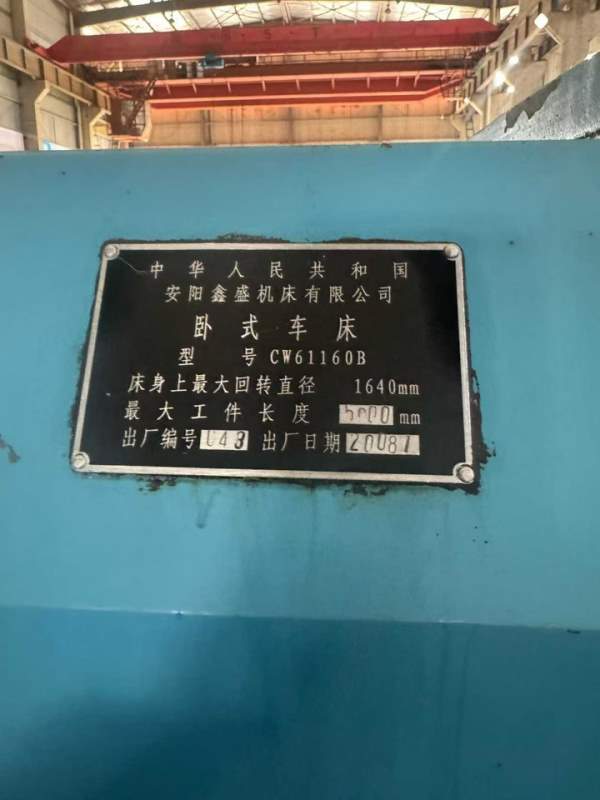 中华人民共和国
安阳鑫盛机床有限公司
卧式车床
型 号 CW61160B
床身上最大回转直径 1640mm
最大工件长度 mm
出厂编号 043 出厂日期